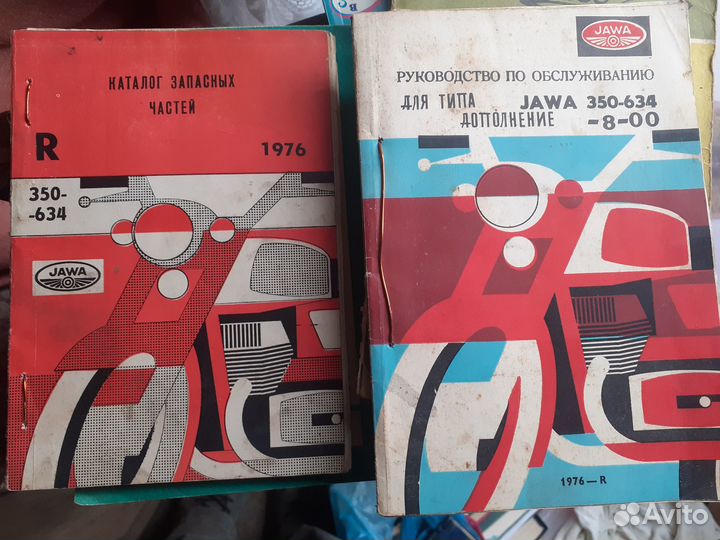 КАТАЛОГ ЗАПАСНЫХ
ЧАСТЕЙ
R
1976
350-
-634
JAWA
JAWA
РУКОВОДСТВО ПО ОБСЛУЖИВАНИЮ
ДЛЯ ТИПА JAWA 350-634
ДОПОЛНЕНИЕ -8-00
1976—R
Avito